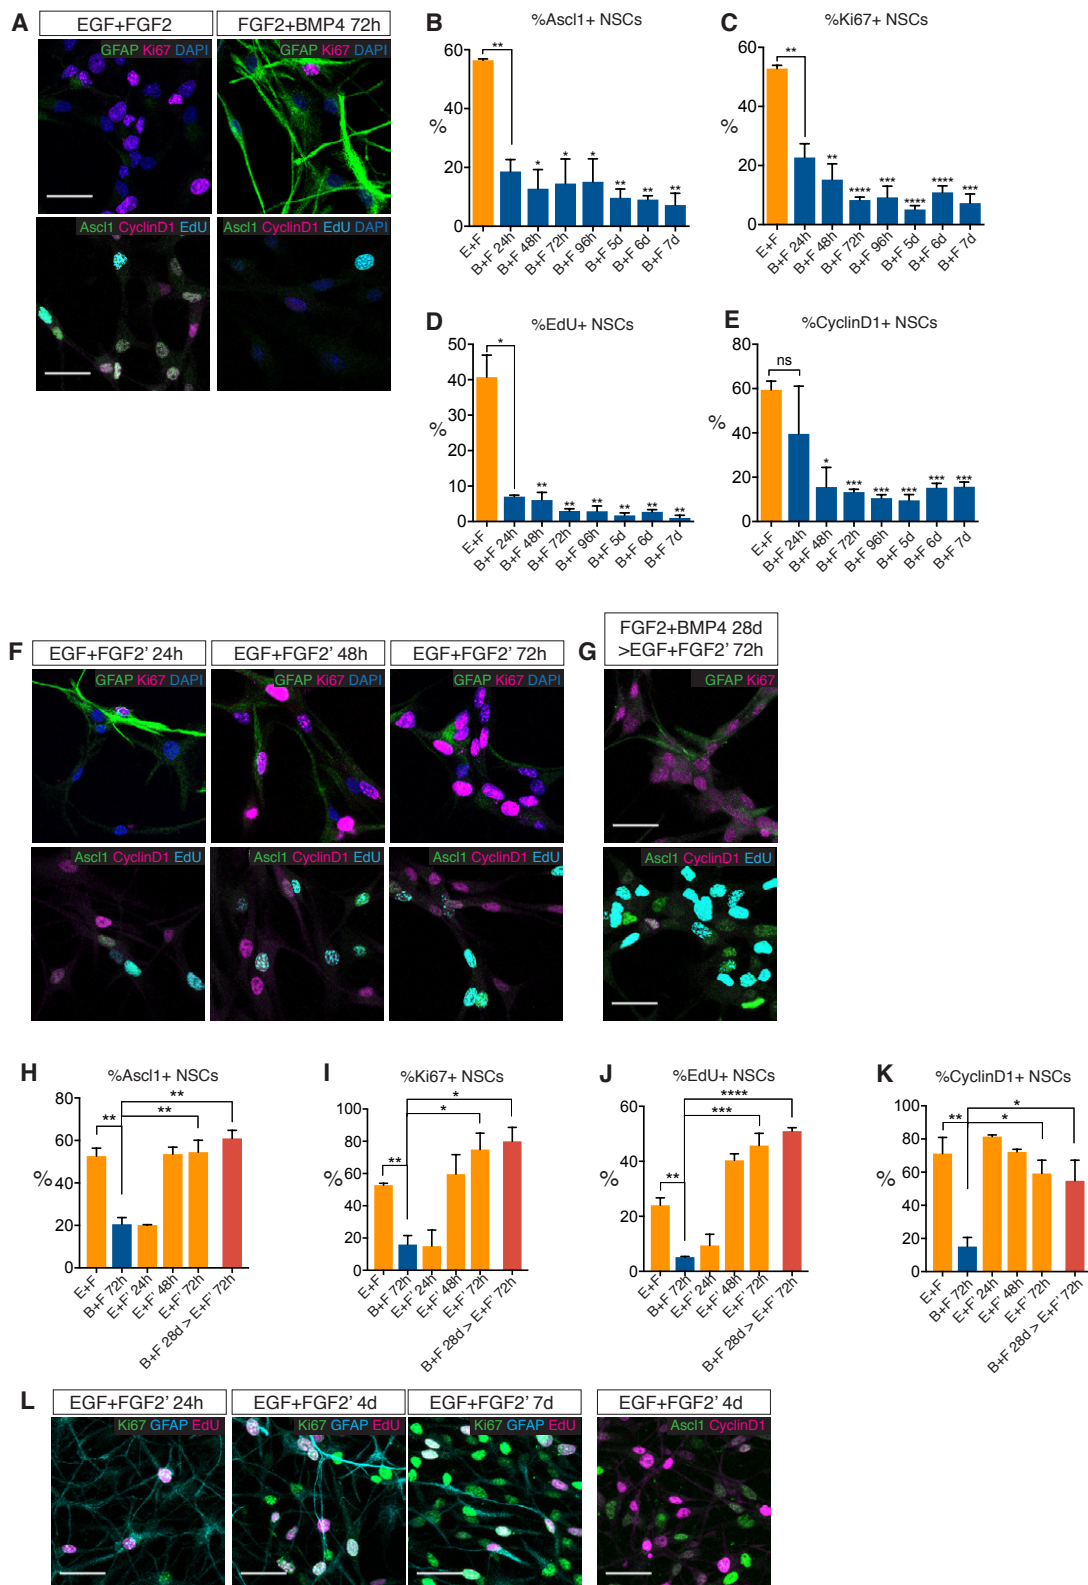 A
EGF+FGF2
FGF2+BMP4 72h
GFAP Ki67 DAPI
GFAP Ki67 DAPI
Ascl1 CyclinD1 EdU
Ascl1 CyclinD1 EdU DAPI
B
%Ascl1+ NSCs
60
40
20
0
%
**
*
*
*
**
**
**
E+F
B+F 24h
B+F 48h
B+F 72h
B+F 96h
B+F 5d
B+F 6d
B+F 7d
C
%Ki67+ NSCs
60
40
20
0
%
**
**
****
***
****
****
***
E+F
B+F 24h
B+F 48h
B+F 72h
B+F 96h
B+F 5d
B+F 6d
B+F 7d
D
%EdU+ NSCs
50
40
30
20
10
0
%
*
**
**
**
**
**
**
E+F
B+F 24h
B+F 48h
B+F 72h
B+F 96h
B+F 5d
B+F 6d
B+F 7d
E
%CyclinD1+ NSCs
80
60
40
20
0
%
ns
*
***
***
***
***
***
E+F
B+F 24h
B+F 48h
B+F 72h
B+F 96h
B+F 5d
B+F 6d
B+F 7d
F
EGF+FGF2' 24h
EGF+FGF2' 48h
EGF+FGF2' 72h
GFAP Ki67 DAPI
GFAP Ki67 DAPI
GFAP Ki67 DAPI
Ascl1 CyclinD1 EdU
Ascl1 CyclinD1 EdU
Ascl1 CyclinD1 EdU
G
FGF2+BMP4 28d
>EGF+FGF2' 72h
GFAP Ki67
Ascl1 CyclinD1 EdU
H
%Ascl1+ NSCs
80
60
40
20
0
%
**
**
**
E+F
B+F 72h
E+F' 24h
E+F' 48h
E+F' 72h
B+F 28d > E+F' 72h
I
%Ki67+ NSCs
100
80
60
40
20
0
%
*
*
**
E+F
B+F 72h
E+F' 24h
E+F' 48h
E+F' 72h
B+F 28d > E+F' 72h
J
%EdU+ NSCs
60
40
20
0
%
****
***
**
E+F
B+F 72h
E+F' 24h
E+F' 48h
E+F' 72h
B+F 28d > E+F' 72h
K
%CyclinD1+ NSCs
100
80
60
40
20
0
%
*
**
*
E+F
B+F 72h
E+F' 24h
E+F' 48h
E+F' 72h
B+F 28d > E+F' 72h
L
EGF+FGF2' 24h
EGF+FGF2' 4d
EGF+FGF2' 7d
EGF+FGF2' 4d
Ki67 GFAP EdU
Ki67 GFAP EdU
Ki67 GFAP EdU
Ascl1 CyclinD1